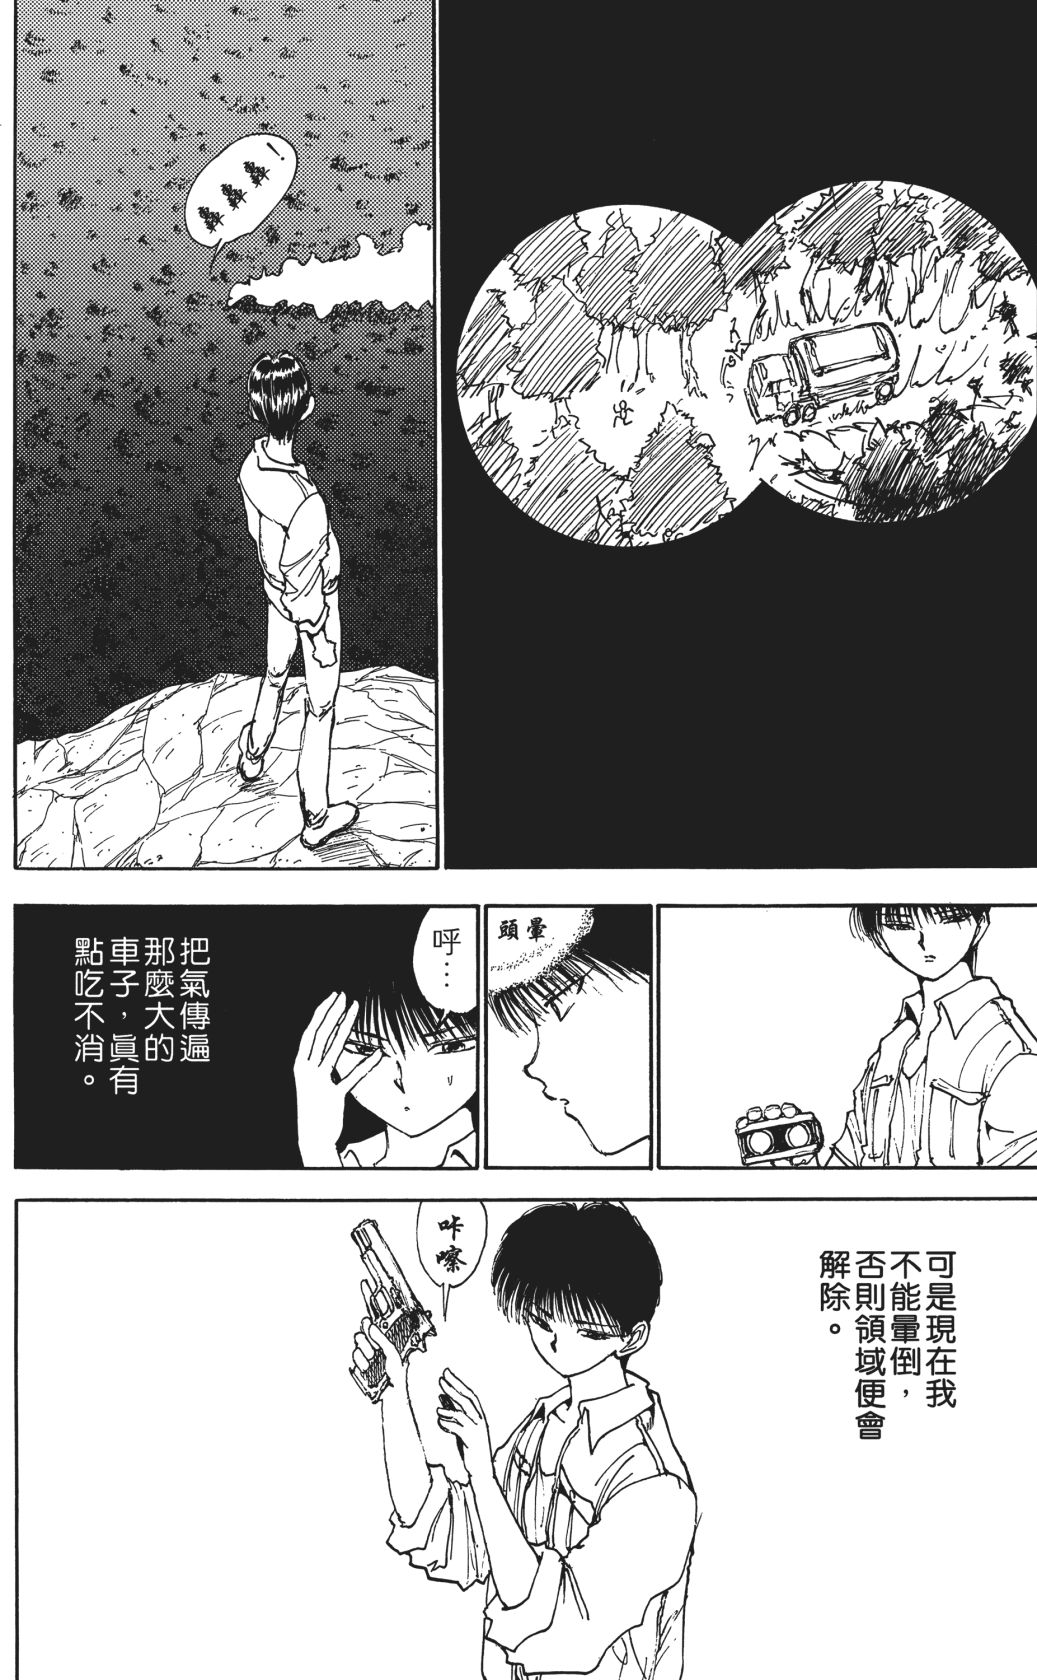 轟轟轟！
頭暈
呼…
把氣傳遍
那麼大的
車子，眞有
點吃不消。
可是現在我
不能暈倒，
否則領域便會
解除。
咔嚓